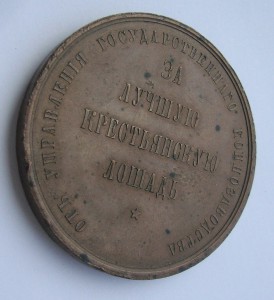 ОТЪ УПРАВЛЕНІЯ ГОСУДАРСТВЕННАГО КОННОЗАВОДСТВА
ЗА
ЛУЧШУЮ
КРЕСТЬЯНСКУЮ
ЛОШАДЬ